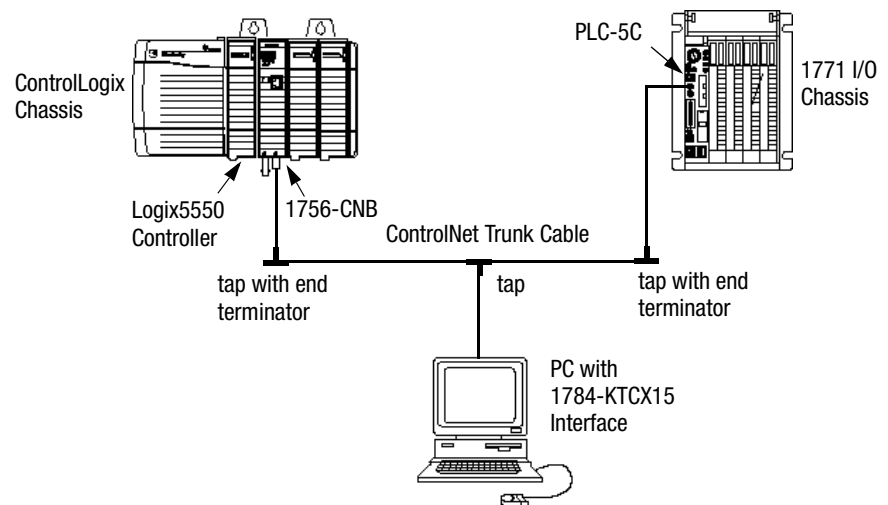 PLC-5C
ControlLogix
Chassis
1771 I/O
Chassis
Logix5550
Controller
1756-CNB
ControlNet Trunk Cable
tap with end
terminator
tap
tap with end
terminator
PC with
1784-KTCX15
Interface